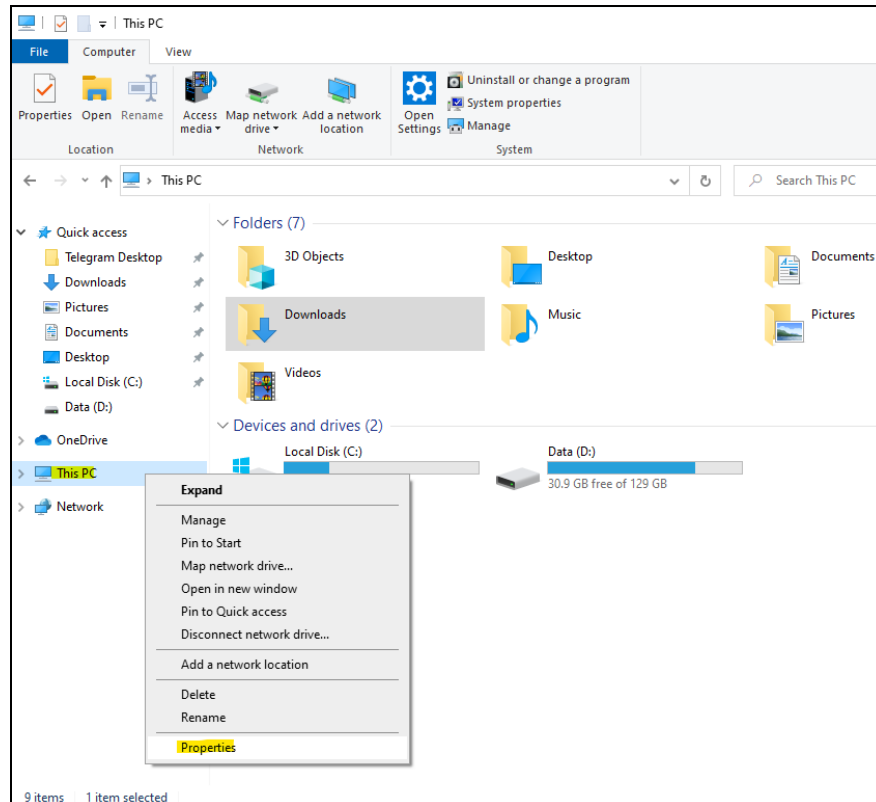 This PC
File Computer View
Properties Open Rename Access media Map network drive Add a network location Open Settings Uninstall or change a program
System properties
Manage
Location Network System
This PC Search This PC
Quick access
Telegram Desktop
Downloads
Pictures
Documents
Desktop
Local Disk (C:)
Data (D:)
OneDrive
This PC
Network
Folders (7)
3D Objects Desktop Documents
Downloads Music Pictures
Videos
Devices and drives (2)
Local Disk (C:) Data (D:)
30.9 GB free of 129 GB
Expand
Manage
Pin to Start
Map network drive...
Open in new window
Pin to Quick access
Disconnect network drive...
Add a network location
Delete
Rename
Properties
9 items 1 item selected